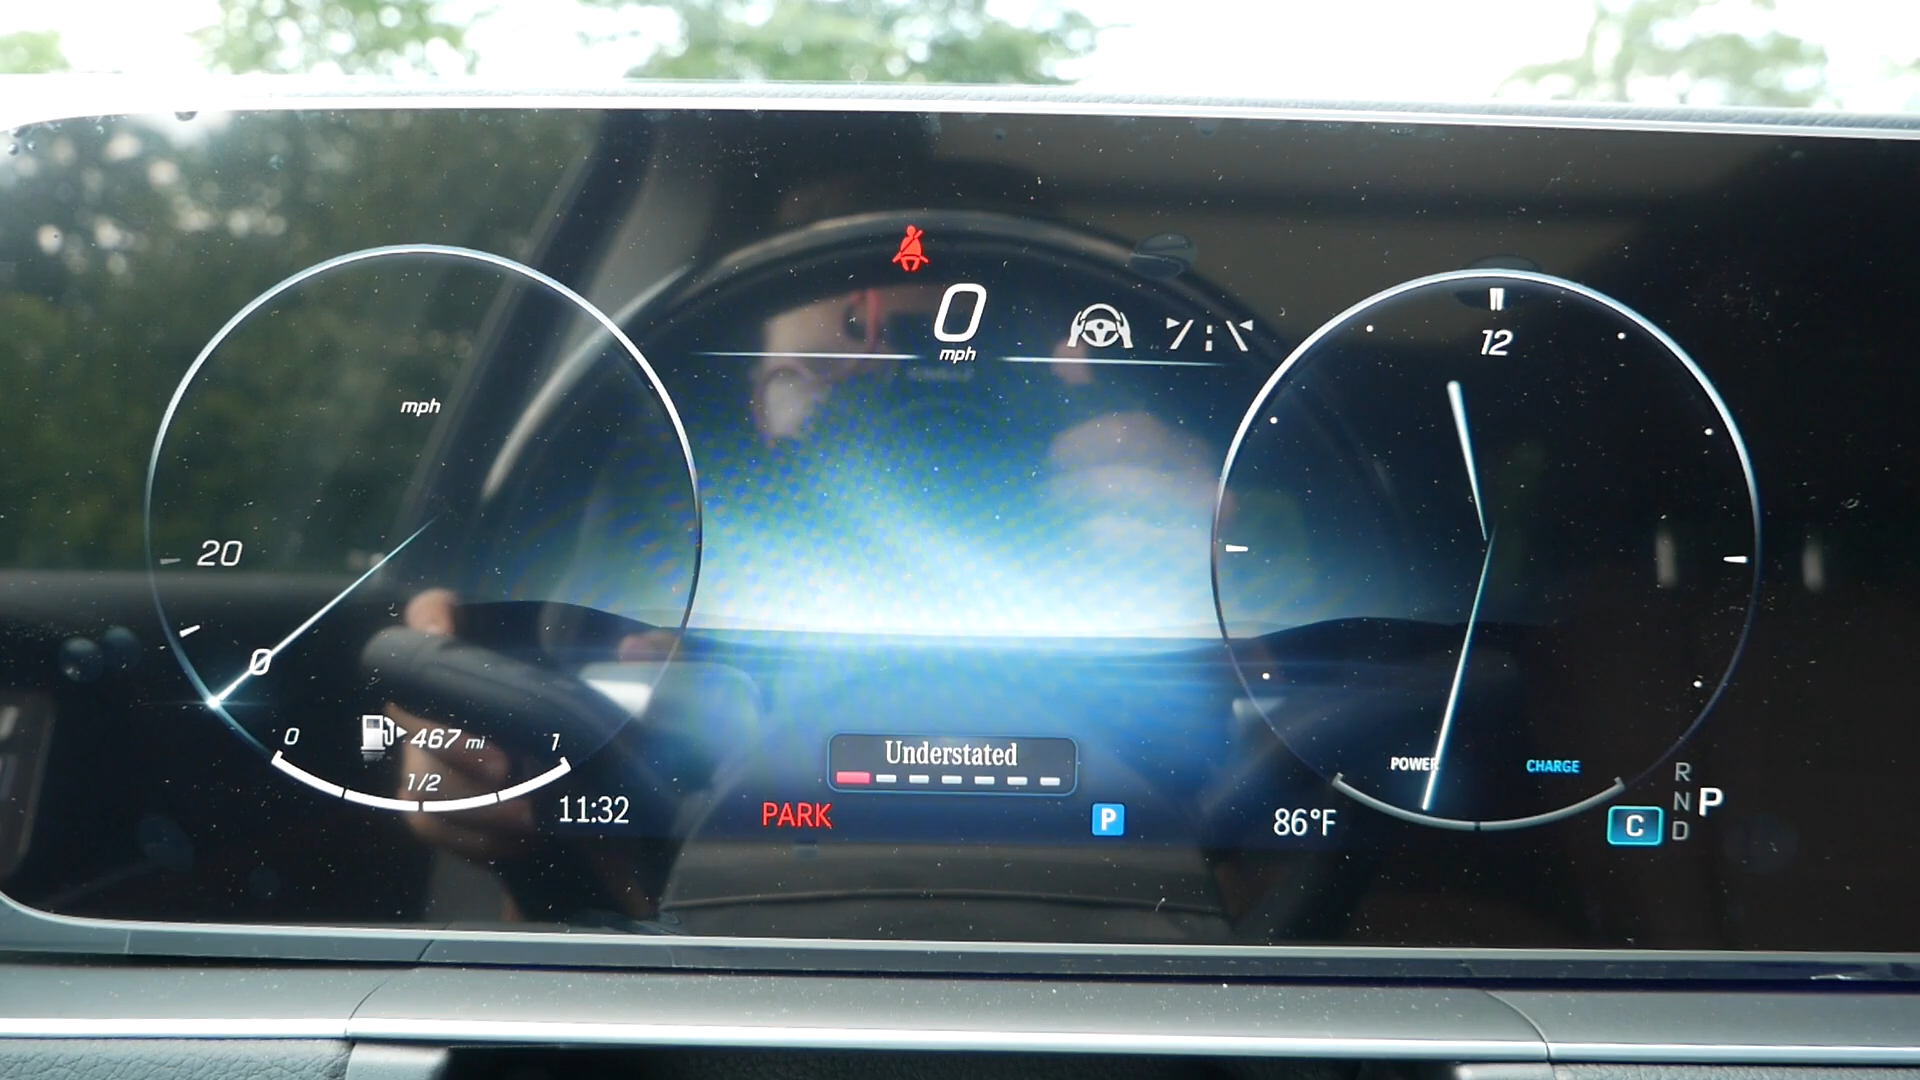 0
mph
mph
20
0
0
467 mi
1
1/2
11:32
PARK
Understated
P
12
POWER
CHARGE
86°F
R
N
D
P
C